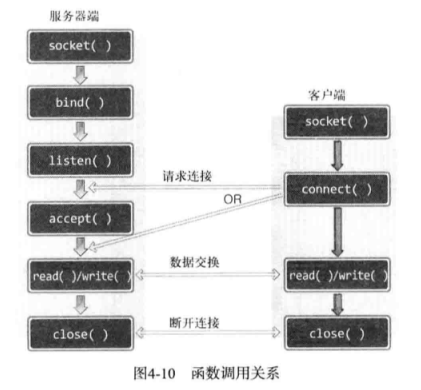 服务器端
socket( )
bind( )
listen( )
accept( )
read( )/write( )
close( )
客户端
socket( )
connect( )
read( )/write( )
close( )
请求连接
OR
数据交换
断开连接
图4-10 函数调用关系